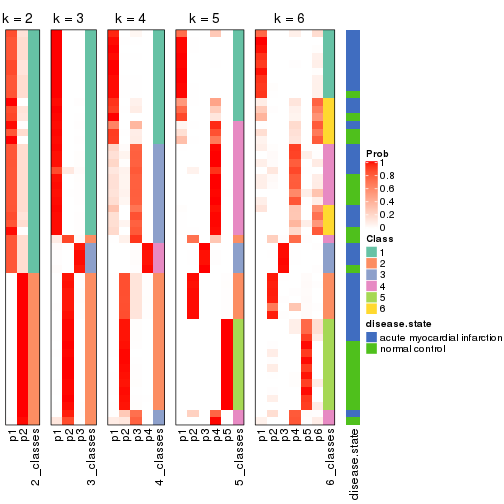 k = 2 k = 3 k = 4 k = 5 k = 6
Prob
1
0.8
0.6
0.4
0.2
0
Class
1
2
3
4
5
6
disease.state
acute myocardial infarction
normal control
p1 p2 2_classes p1 p2 p3 3_classes p1 p2 p3 p4 4_classes p1 p2 p3 p4 p5 5_classes p1 p2 p3 p4 p5 p6 6_classes disease.state